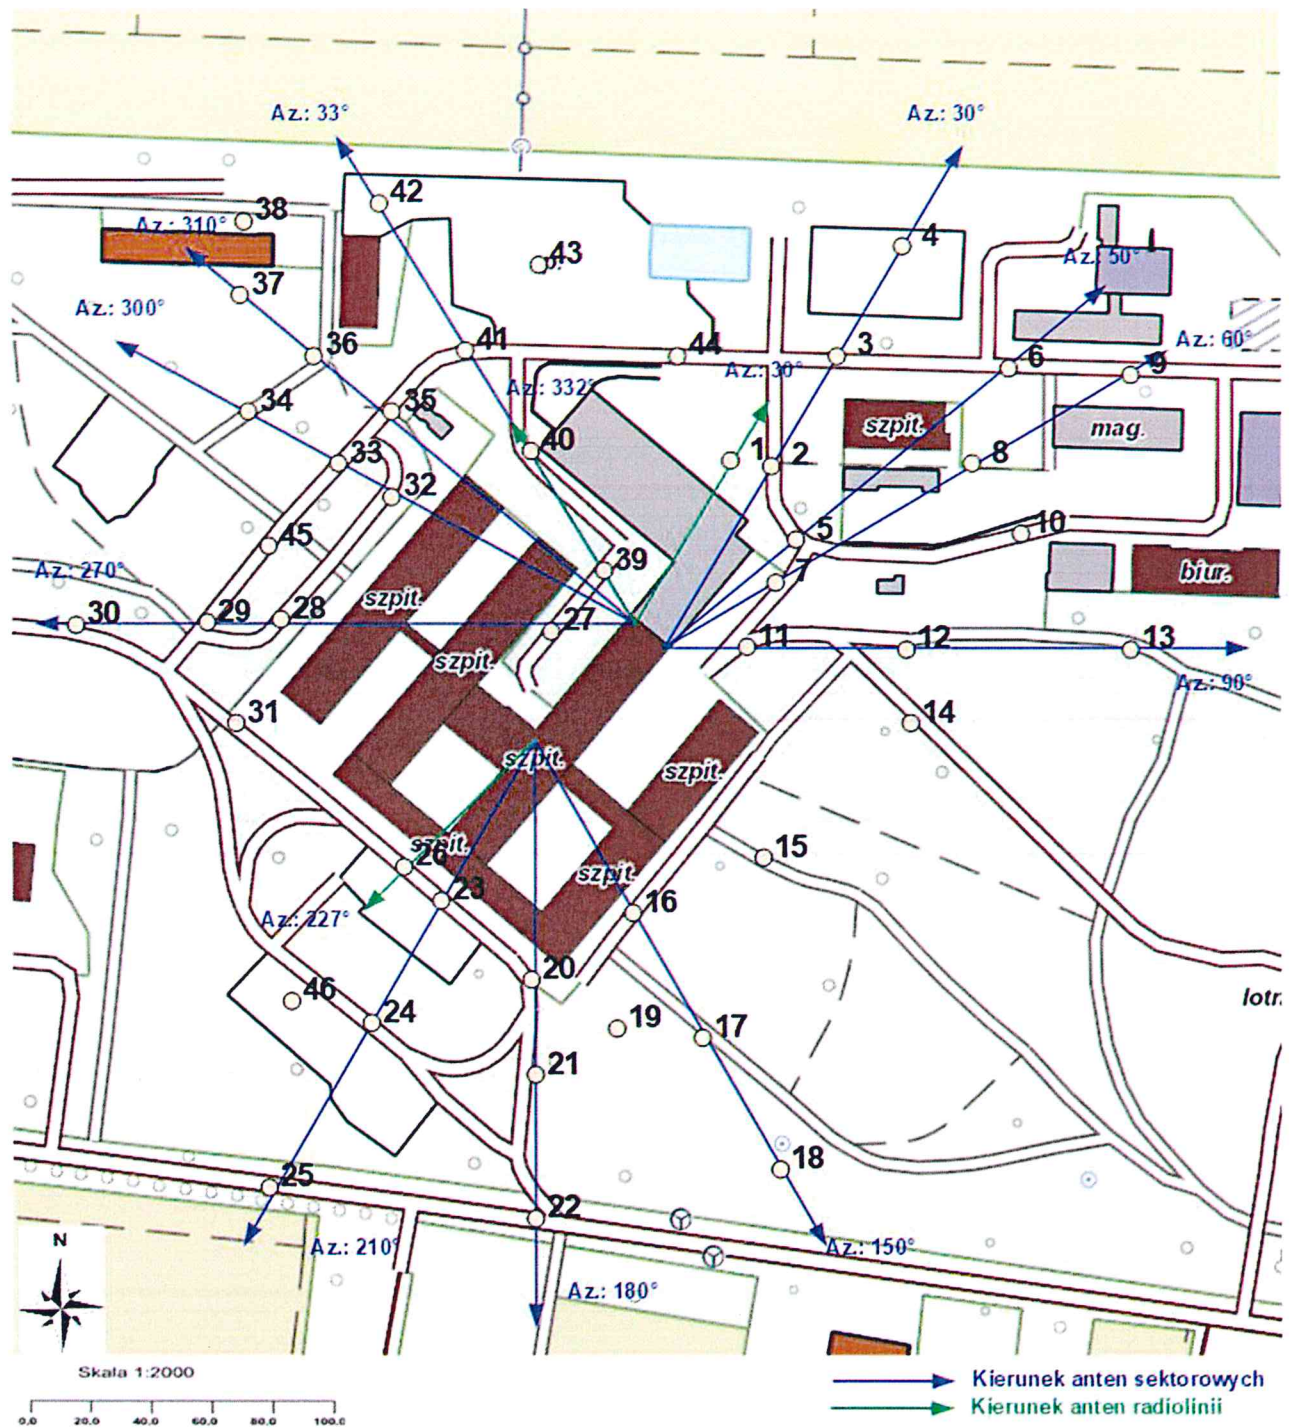 Az.: 33°
Az.: 30°
42
38
Az.: 310°
43
4
Az.: 50°
37
Az.: 300°
36
41
44
3
6
Az.: 60°
9
Az.: 30°
Az.: 332°
34
35
szpit.
mag.
40
1
2
8
33
32
45
5
10
39
7
biur.
Az.: 270°
szpit.
30
29
28
27
11
12
13
szpit.
Az.: 90°
31
14
szpit.
szpit.
szpit.
26
15
szpit.
23
16
Az.: 227°
20
46
24
19
17
lotn
21
18
25
22
N
Az.: 210°
Az.: 150°
Az.: 180°
Skala 1:2000
0,0 20,0 40,0 60,0 80,0 100,0
Kierunek anten sektorowych
Kierunek anten radiolinii